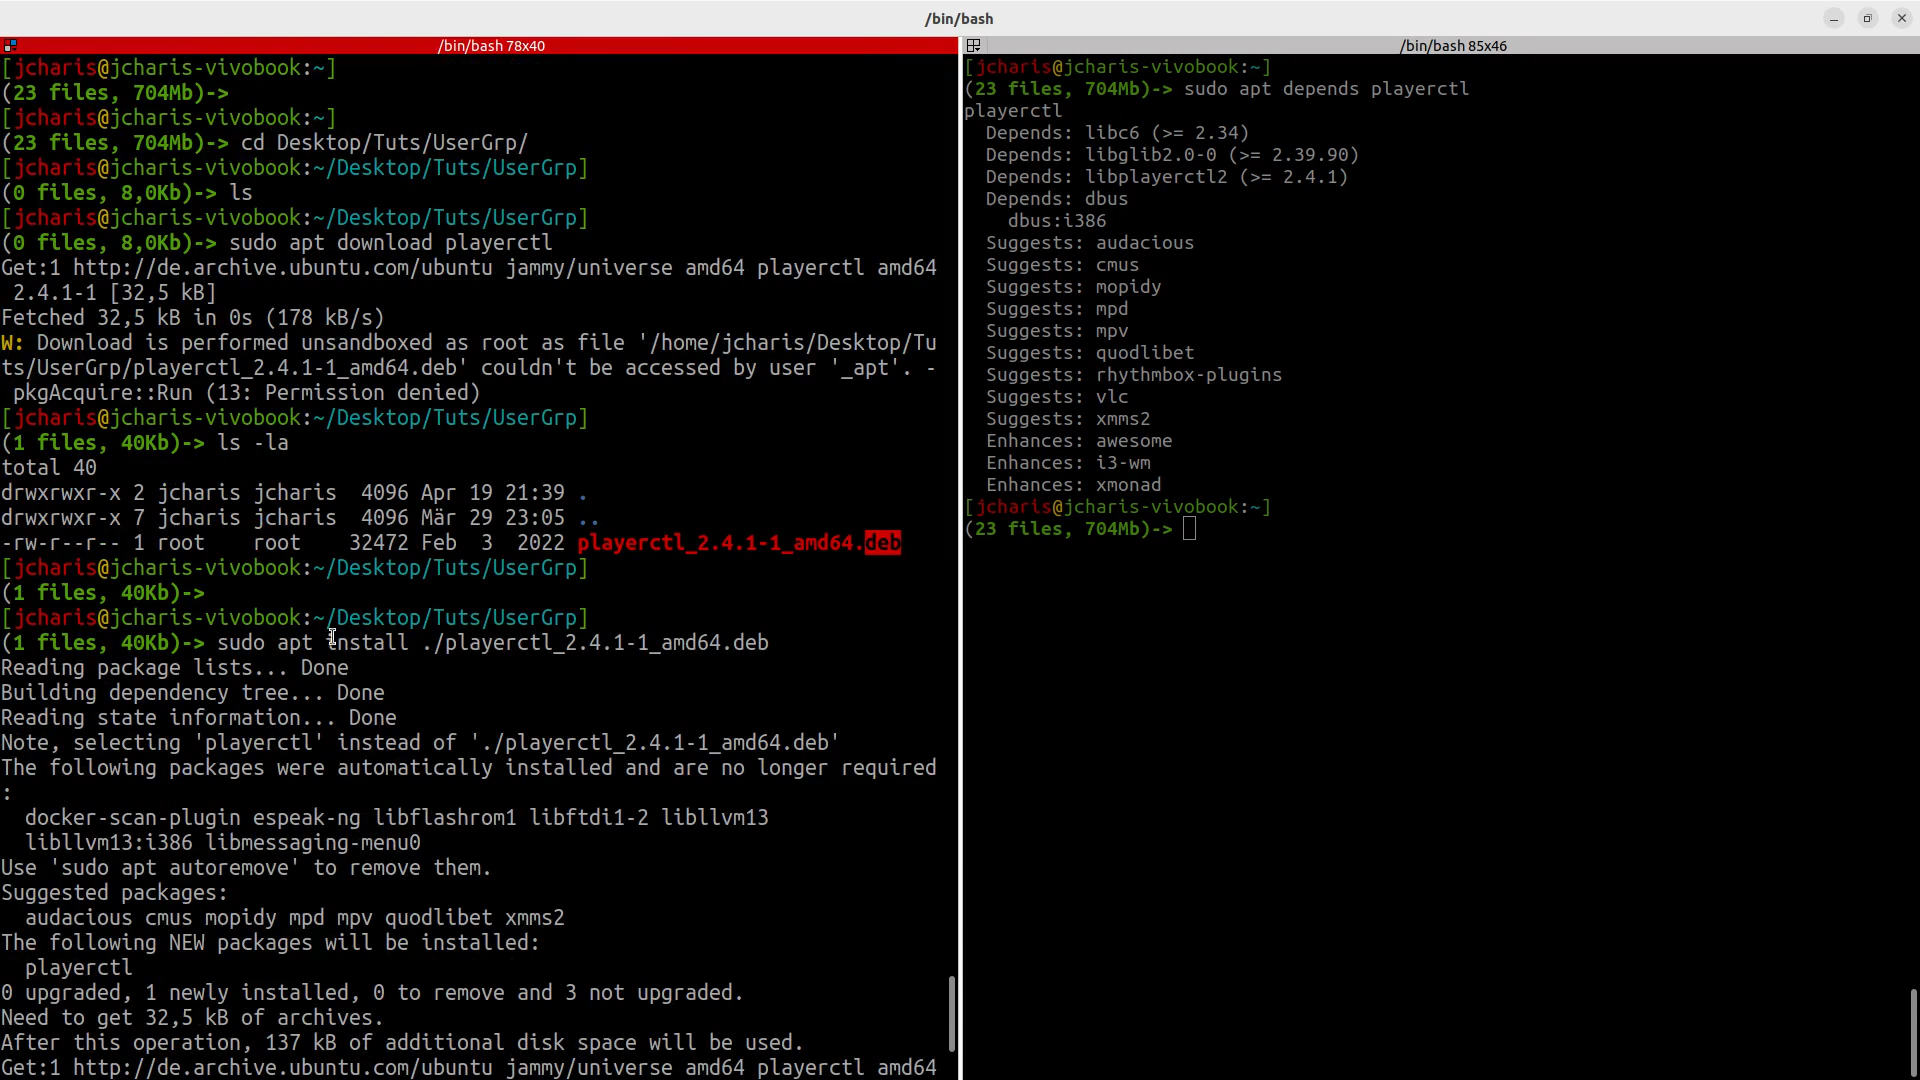 /bin/bash
/bin/bash 78x40
[jcharis@jcharis-vivobook:~]
(23 files, 704Mb)->
[jcharis@jcharis-vivobook:~]
(23 files, 704Mb)-> cd Desktop/Tuts/UserGrp/
[jcharis@jcharis-vivobook:~/Desktop/Tuts/UserGrp]
(0 files, 8,0Kb)-> ls
[jcharis@jcharis-vivobook:~/Desktop/Tuts/UserGrp]
(0 files, 8,0Kb)-> sudo apt download playerctl
Get:1 http://de.archive.ubuntu.com/ubuntu jammy/universe amd64 playerctl amd64
 2.4.1-1 [32,5 kB]
Fetched 32,5 kB in 0s (178 kB/s)
W: Download is performed unsandboxed as root as file '/home/jcharis/Desktop/Tu
ts/UserGrp/playerctl_2.4.1-1_amd64.deb' couldn't be accessed by user '_apt'. -
 pkgAcquire::Run (13: Permission denied)
[jcharis@jcharis-vivobook:~/Desktop/Tuts/UserGrp]
(1 files, 40Kb)-> ls -la
total 40
drwxrwxr-x 2 jcharis jcharis  4096 Apr 19 21:39 .
drwxrwxr-x 7 jcharis jcharis  4096 Mär 29 23:05 ..
-rw-r--r-- 1 root    root    32472 Feb  3  2022 playerctl_2.4.1-1_amd64.deb
[jcharis@jcharis-vivobook:~/Desktop/Tuts/UserGrp]
(1 files, 40Kb)->
[jcharis@jcharis-vivobook:~/Desktop/Tuts/UserGrp]
(1 files, 40Kb)-> sudo apt install ./playerctl_2.4.1-1_amd64.deb
Reading package lists... Done
Building dependency tree... Done
Reading state information... Done
Note, selecting 'playerctl' instead of './playerctl_2.4.1-1_amd64.deb'
The following packages were automatically installed and are no longer required
:
  docker-scan-plugin espeak-ng libflashrom1 libftdi1-2 libllvm13
  libllvm13:i386 libmessaging-menu0
Use 'sudo apt autoremove' to remove them.
Suggested packages:
  audacious cmus mopidy mpd mpv quodlibet xmms2
The following NEW packages will be installed:
  playerctl
0 upgraded, 1 newly installed, 0 to remove and 3 not upgraded.
Need to get 32,5 kB of archives.
After this operation, 137 kB of additional disk space will be used.
Get:1 http://de.archive.ubuntu.com/ubuntu jammy/universe amd64 playerctl amd64
/bin/bash 85x46
[jcharis@jcharis-vivobook:~]
(23 files, 704Mb)-> sudo apt depends playerctl
playerctl
  Depends: libc6 (>= 2.34)
  Depends: libglib2.0-0 (>= 2.39.90)
  Depends: libplayerctl2 (>= 2.4.1)
  Depends: dbus
    dbus:i386
  Suggests: audacious
  Suggests: cmus
  Suggests: mopidy
  Suggests: mpd
  Suggests: mpv
  Suggests: quodlibet
  Suggests: rhythmbox-plugins
  Suggests: vlc
  Suggests: xmms2
  Enhances: awesome
  Enhances: i3-wm
  Enhances: xmonad
[jcharis@jcharis-vivobook:~]
(23 files, 704Mb)->